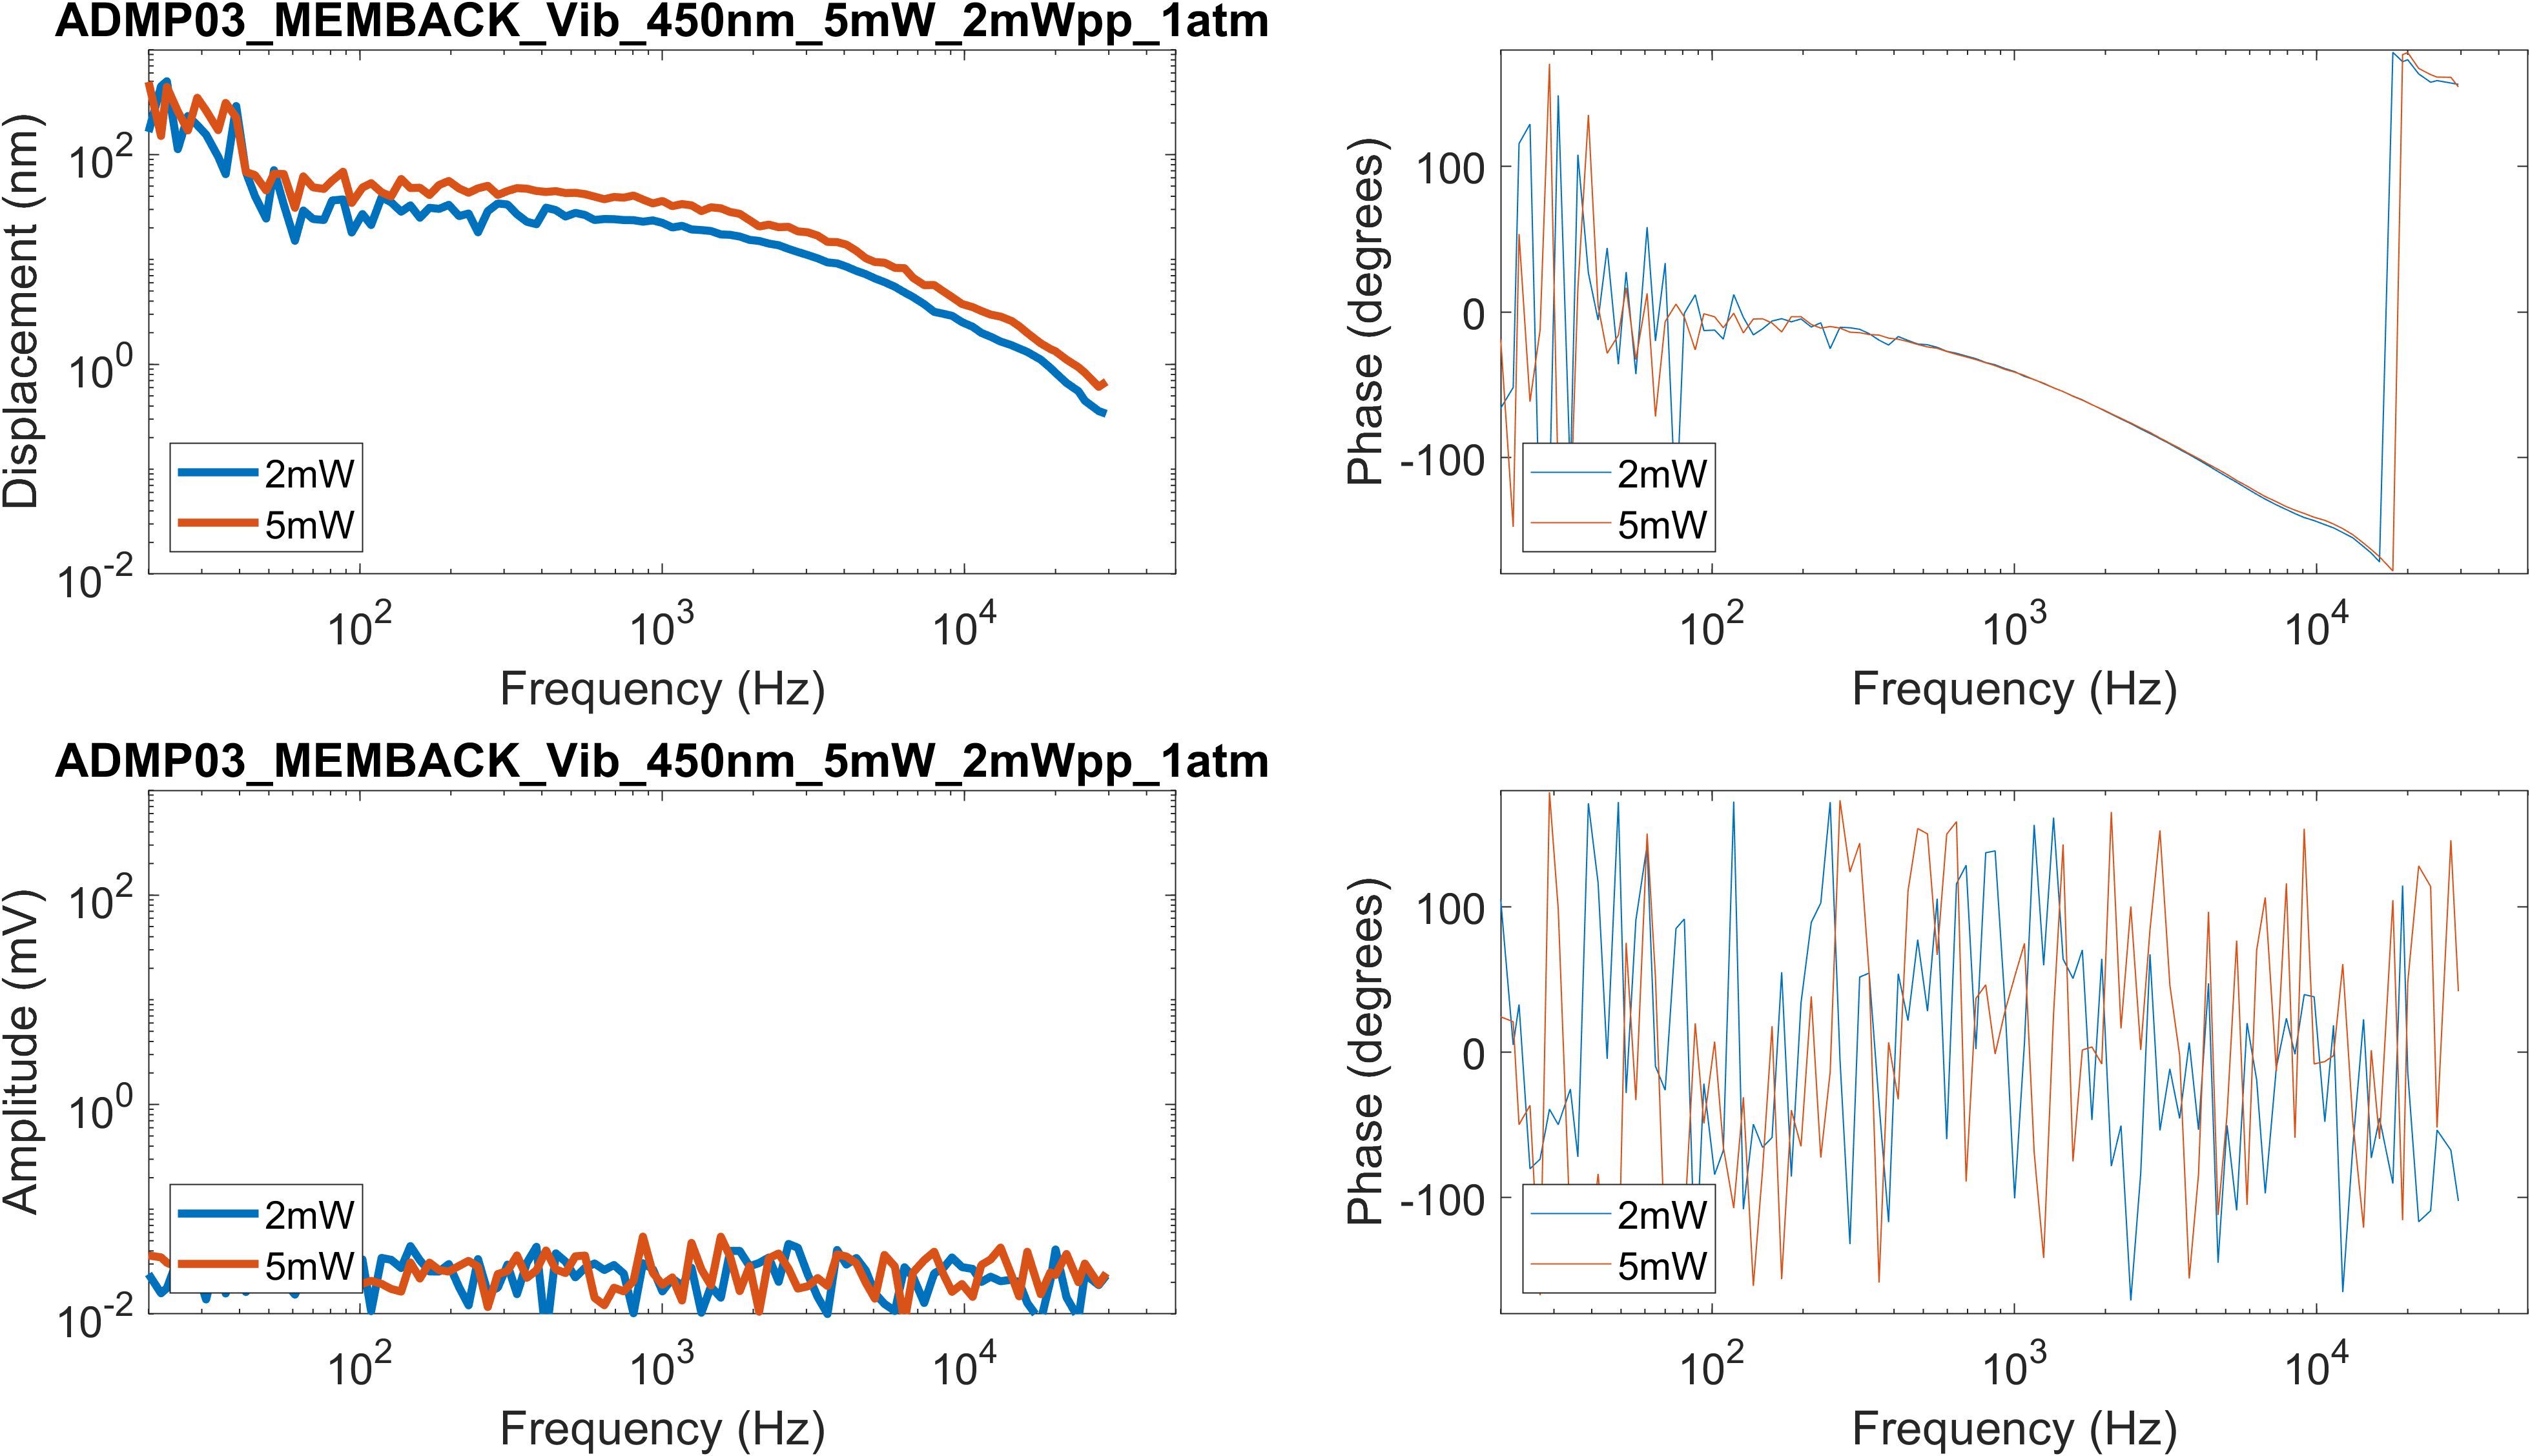 ADMP03_MEMBACK_Vib_450nm_5mW_2mWpp_1atm
Displacement (nm)
10^2
10^0
10^-2
2mW
5mW
10^2
10^3
10^4
Frequency (Hz)
Phase (degrees)
100
0
-100
2mW
5mW
10^2
10^3
10^4
Frequency (Hz)
ADMP03_MEMBACK_Vib_450nm_5mW_2mWpp_1atm
Amplitude (mV)
10^2
10^0
10^-2
2mW
5mW
10^2
10^3
10^4
Frequency (Hz)
Phase (degrees)
100
0
-100
2mW
5mW
10^2
10^3
10^4
Frequency (Hz)